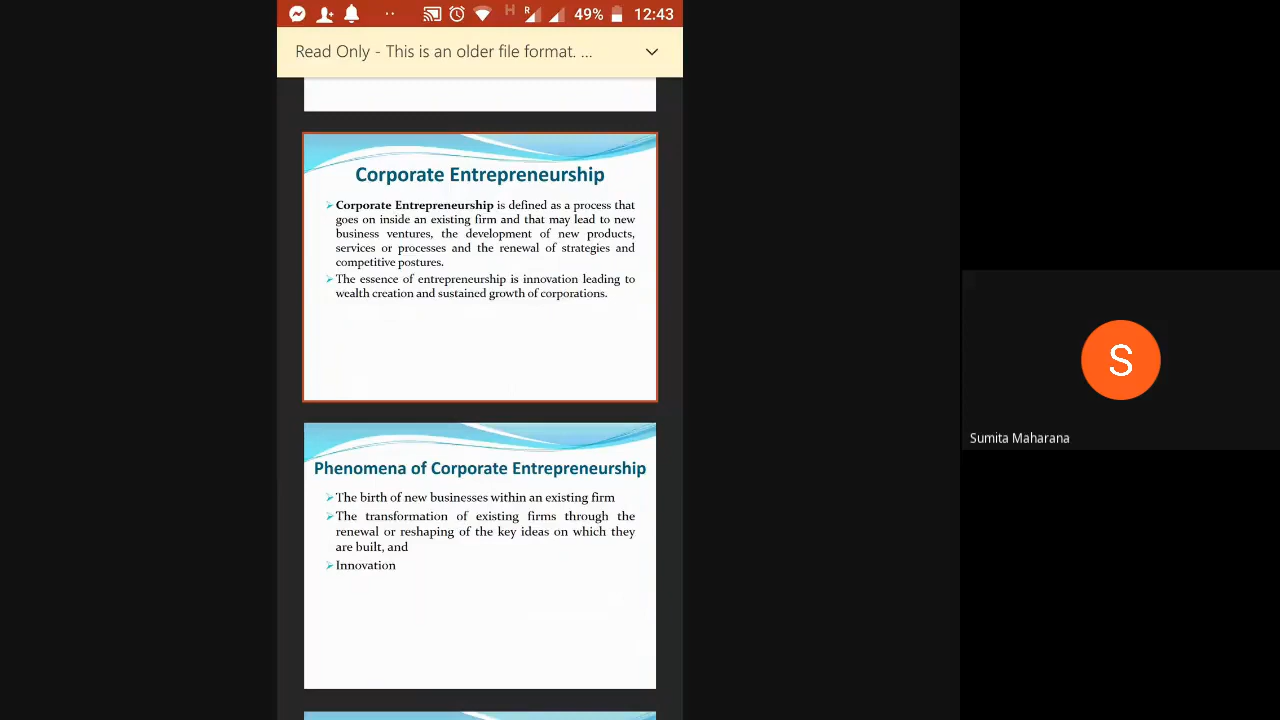 H R 49% 12:43
Read Only - This is an older file format. ...
Corporate Entrepreneurship
Corporate Entrepreneurship is defined as a process that
goes on inside an existing firm and that may lead to new
business ventures, the development of new products,
services or processes and the renewal of strategies and
competitive postures.
The essence of entrepreneurship is innovation leading to
wealth creation and sustained growth of corporations.
Phenomena of Corporate Entrepreneurship
The birth of new businesses within an existing firm
The transformation of existing firms through the
renewal or reshaping of the key ideas on which they
are built, and
Innovation
S
Sumita Maharana